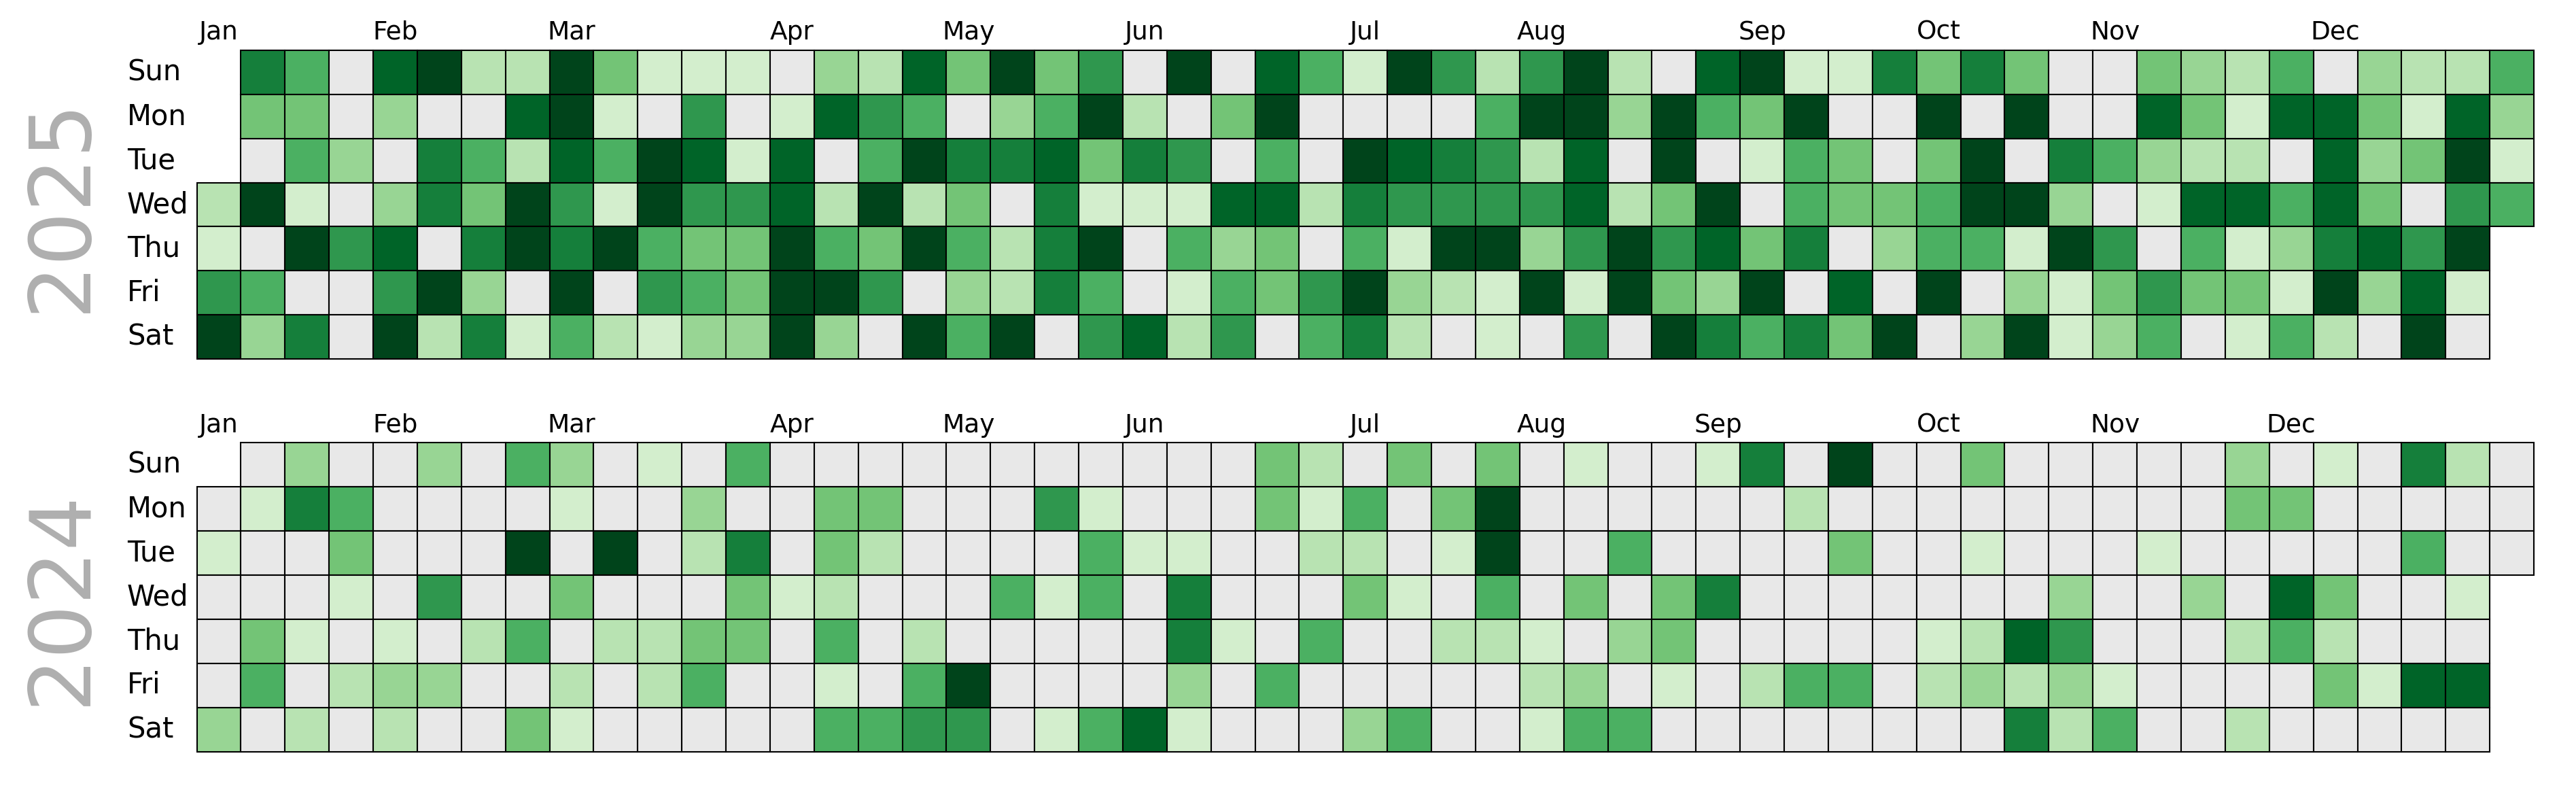 Jan Feb Mar Apr May Jun Jul Aug Sep Oct Nov Dec
2025
Sun
Mon
Tue
Wed
Thu
Fri
Sat
Jan Feb Mar Apr May Jun Jul Aug Sep Oct Nov Dec
2024
Sun
Mon
Tue
Wed
Thu
Fri
Sat